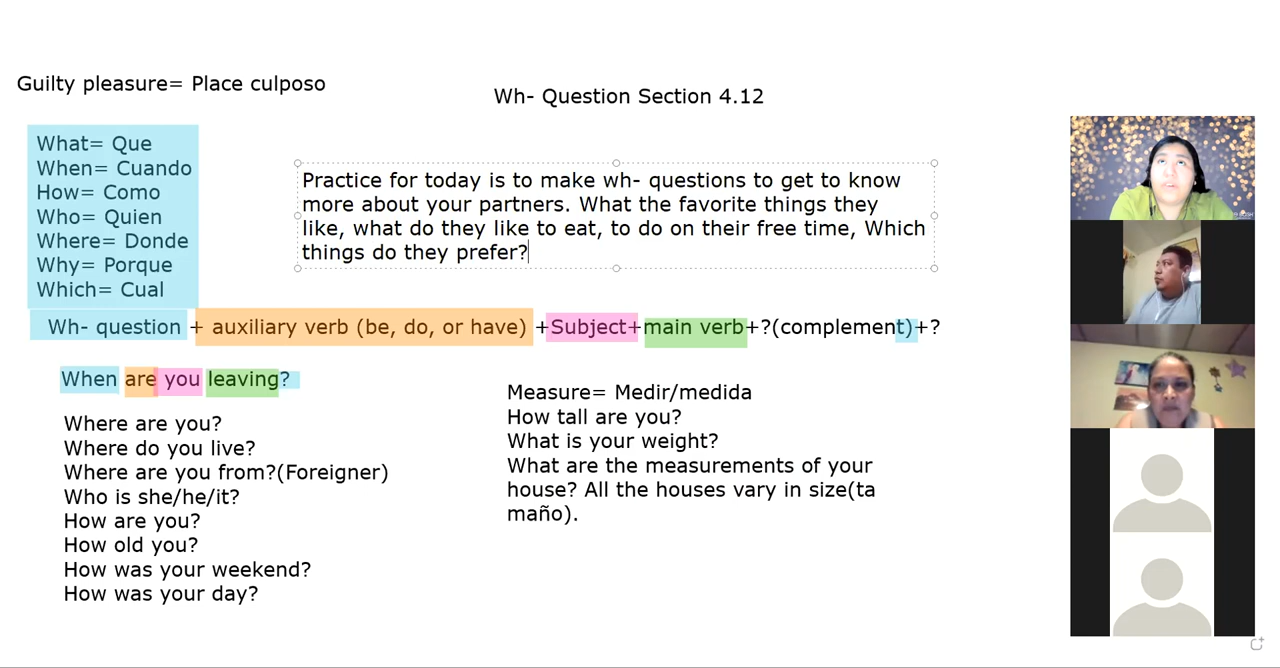 Guilty pleasure= Place culposo
Wh- Question Section 4.12
What= Que
When= Cuando
How= Como
Who= Quien
Where= Donde
Why= Porque
Which= Cual
Practice for today is to make wh- questions to get to know
more about your partners. What the favorite things they
like, what do they like to eat, to do on their free time, Which
things do they prefer?
Wh- question + auxiliary verb (be, do, or have) +Subject+main verb+?(complement)+?
When are you leaving?
Where are you?
Where do you live?
Where are you from?(Foreigner)
Who is she/he/it?
How are you?
How old you?
How was your weekend?
How was your day?
Measure= Medir/medida
How tall are you?
What is your weight?
What are the measurements of your
house? All the houses vary in size(ta
maño).